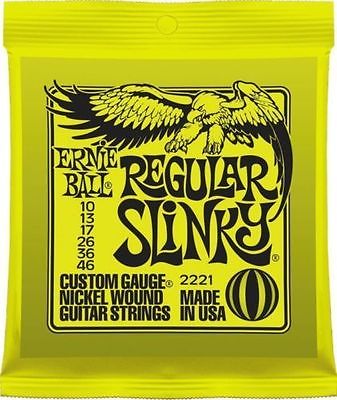 ERNIE
BALL®
REGULAR
SLINKY®
10
13
17
26
36
46
CUSTOM GAUGE®
NICKEL WOUND
GUITAR STRINGS
2221
MADE
IN USA